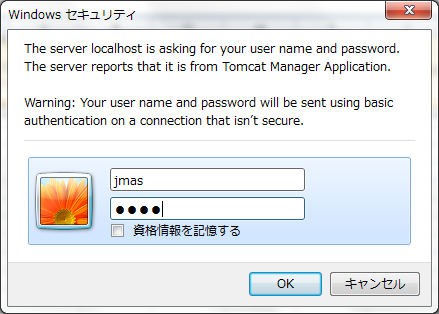 Windows セキュリティ
The server localhost is asking for your user name and password.
The server reports that it is from Tomcat Manager Application.
Warning: Your user name and password will be sent using basic
authentication on a connection that isn't secure.
jmas
●●●●
資格情報を記憶する
OK
キャンセル